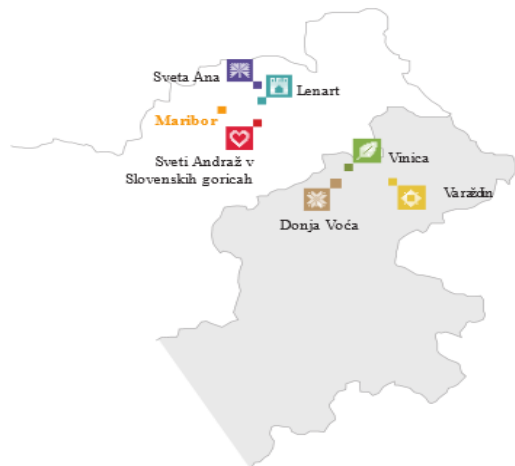 Sveta Ana
Lenart
Maribor
Sveti Andraž v
Slovenskih goricah
Vinica
Varaždin
Donja Voća